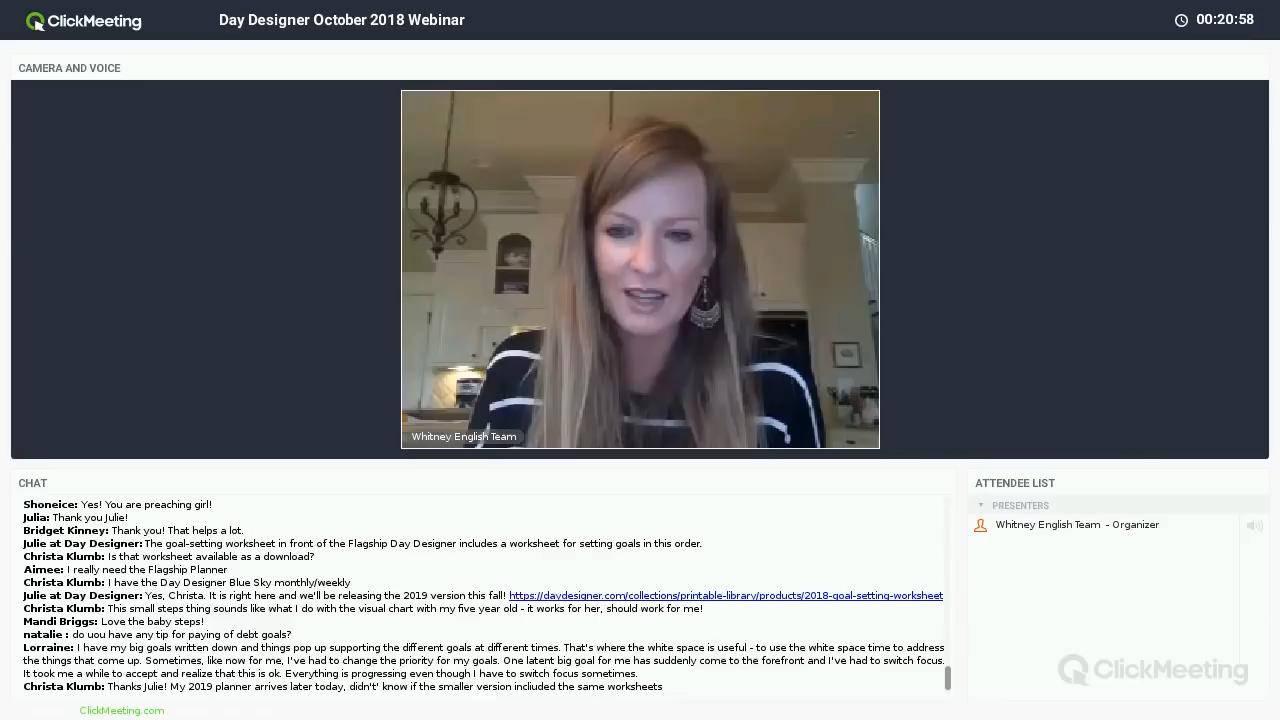 ClickMeeting
Day Designer October 2018 Webinar
00:20:58
CAMERA AND VOICE
Whitney English Team
CHAT
Shoneice: Yes! You are preaching girl!
Julia: Thank you Julie!
Bridget Kinney: Thank you! That helps a lot.
Julie at Day Designer: The goal-setting worksheet in front of the Flagship Day Designer includes a worksheet for setting goals in this order.
Christa Klumb: Is that worksheet available as a download?
Aimee: I really need the Flagship Planner
Christa Klumb: I have the Day Designer Blue Sky monthly/weekly
Julie at Day Designer: Yes, Christa. It is right here and we'll be releasing the 2019 version this fall! https://daydesigner.com/collections/printable-library/products/2018-goal-setting-worksheet
Christa Klumb: This small steps thing sounds like what I do with the visual chart with my five year old - it works for her, should work for me!
Mandi Briggs: Love the baby steps!
natalie : do uou have any tip for paying of debt goals?
Lorraine: I have my big goals written down and things pop up supporting the different goals at different times. That's where the white space is useful - to use the white space time to address
the things that come up. Sometimes, like now for me, I've had to change the priority for my goals. One latent big goal for me has suddenly come to the forefront and I've had to switch focus.
It took me a while to accept and realize that this is ok. Everything is progressing even though I have to switch focus sometimes.
Christa Klumb: Thanks Julie! My 2019 planner arrives later today, didn't' know if the smaller version included the same worksheets
ATTENDEE LIST
PRESENTERS
Whitney English Team - Organizer
ClickMeeting
ClickMeeting.com